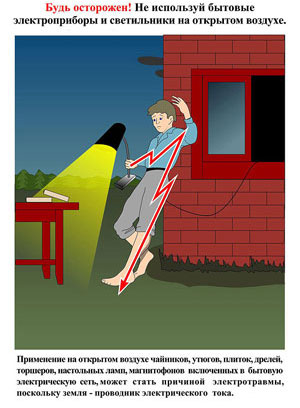 Будь осторожен! Не используй бытовые
электроприборы и светильники на открытом воздухе.
Применение на открытом воздухе чайников, утюгов, плиток, дрелей,
торшеров, настольных ламп, магнитофонов включенных в бытовую
электрическую сеть, может стать причиной электротравмы,
поскольку земля - проводник электрического тока.